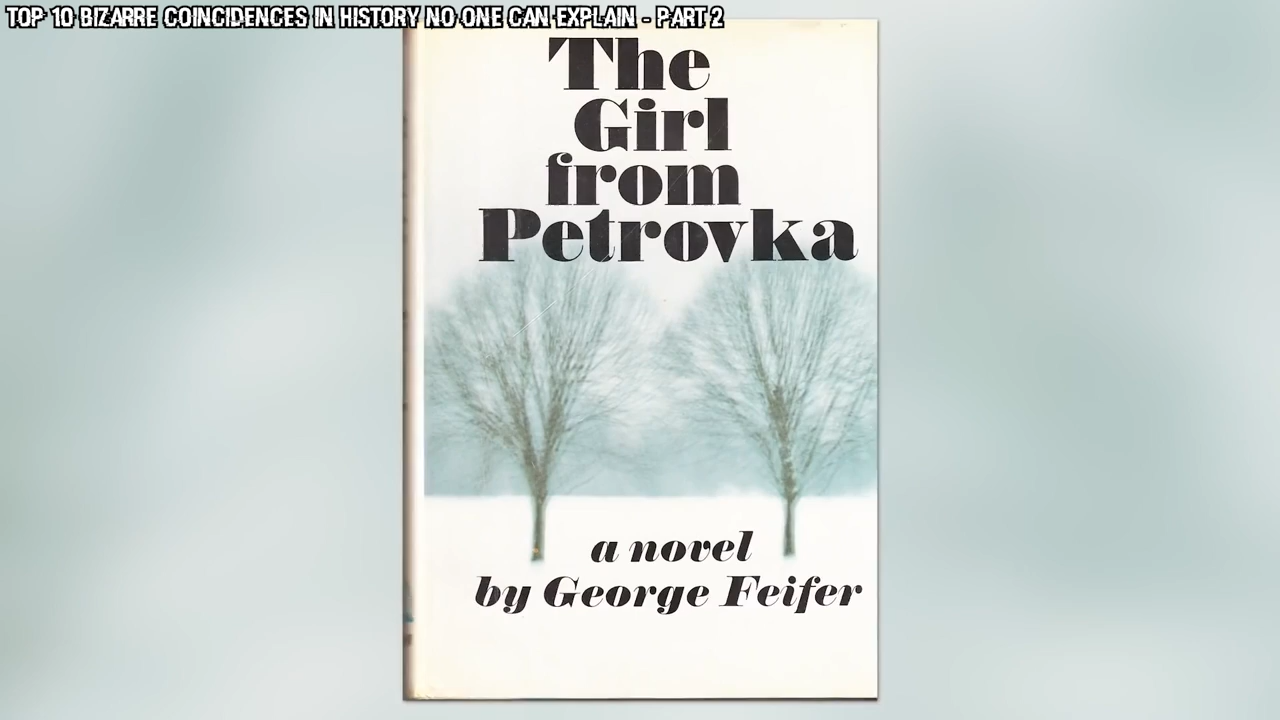 TOP 10 BIZARRE COINCIDENCES IN HISTORY NO ONE CAN EXPLAIN - PART 2
The
Girl
from
Petrovka
a novel
by George Feifer